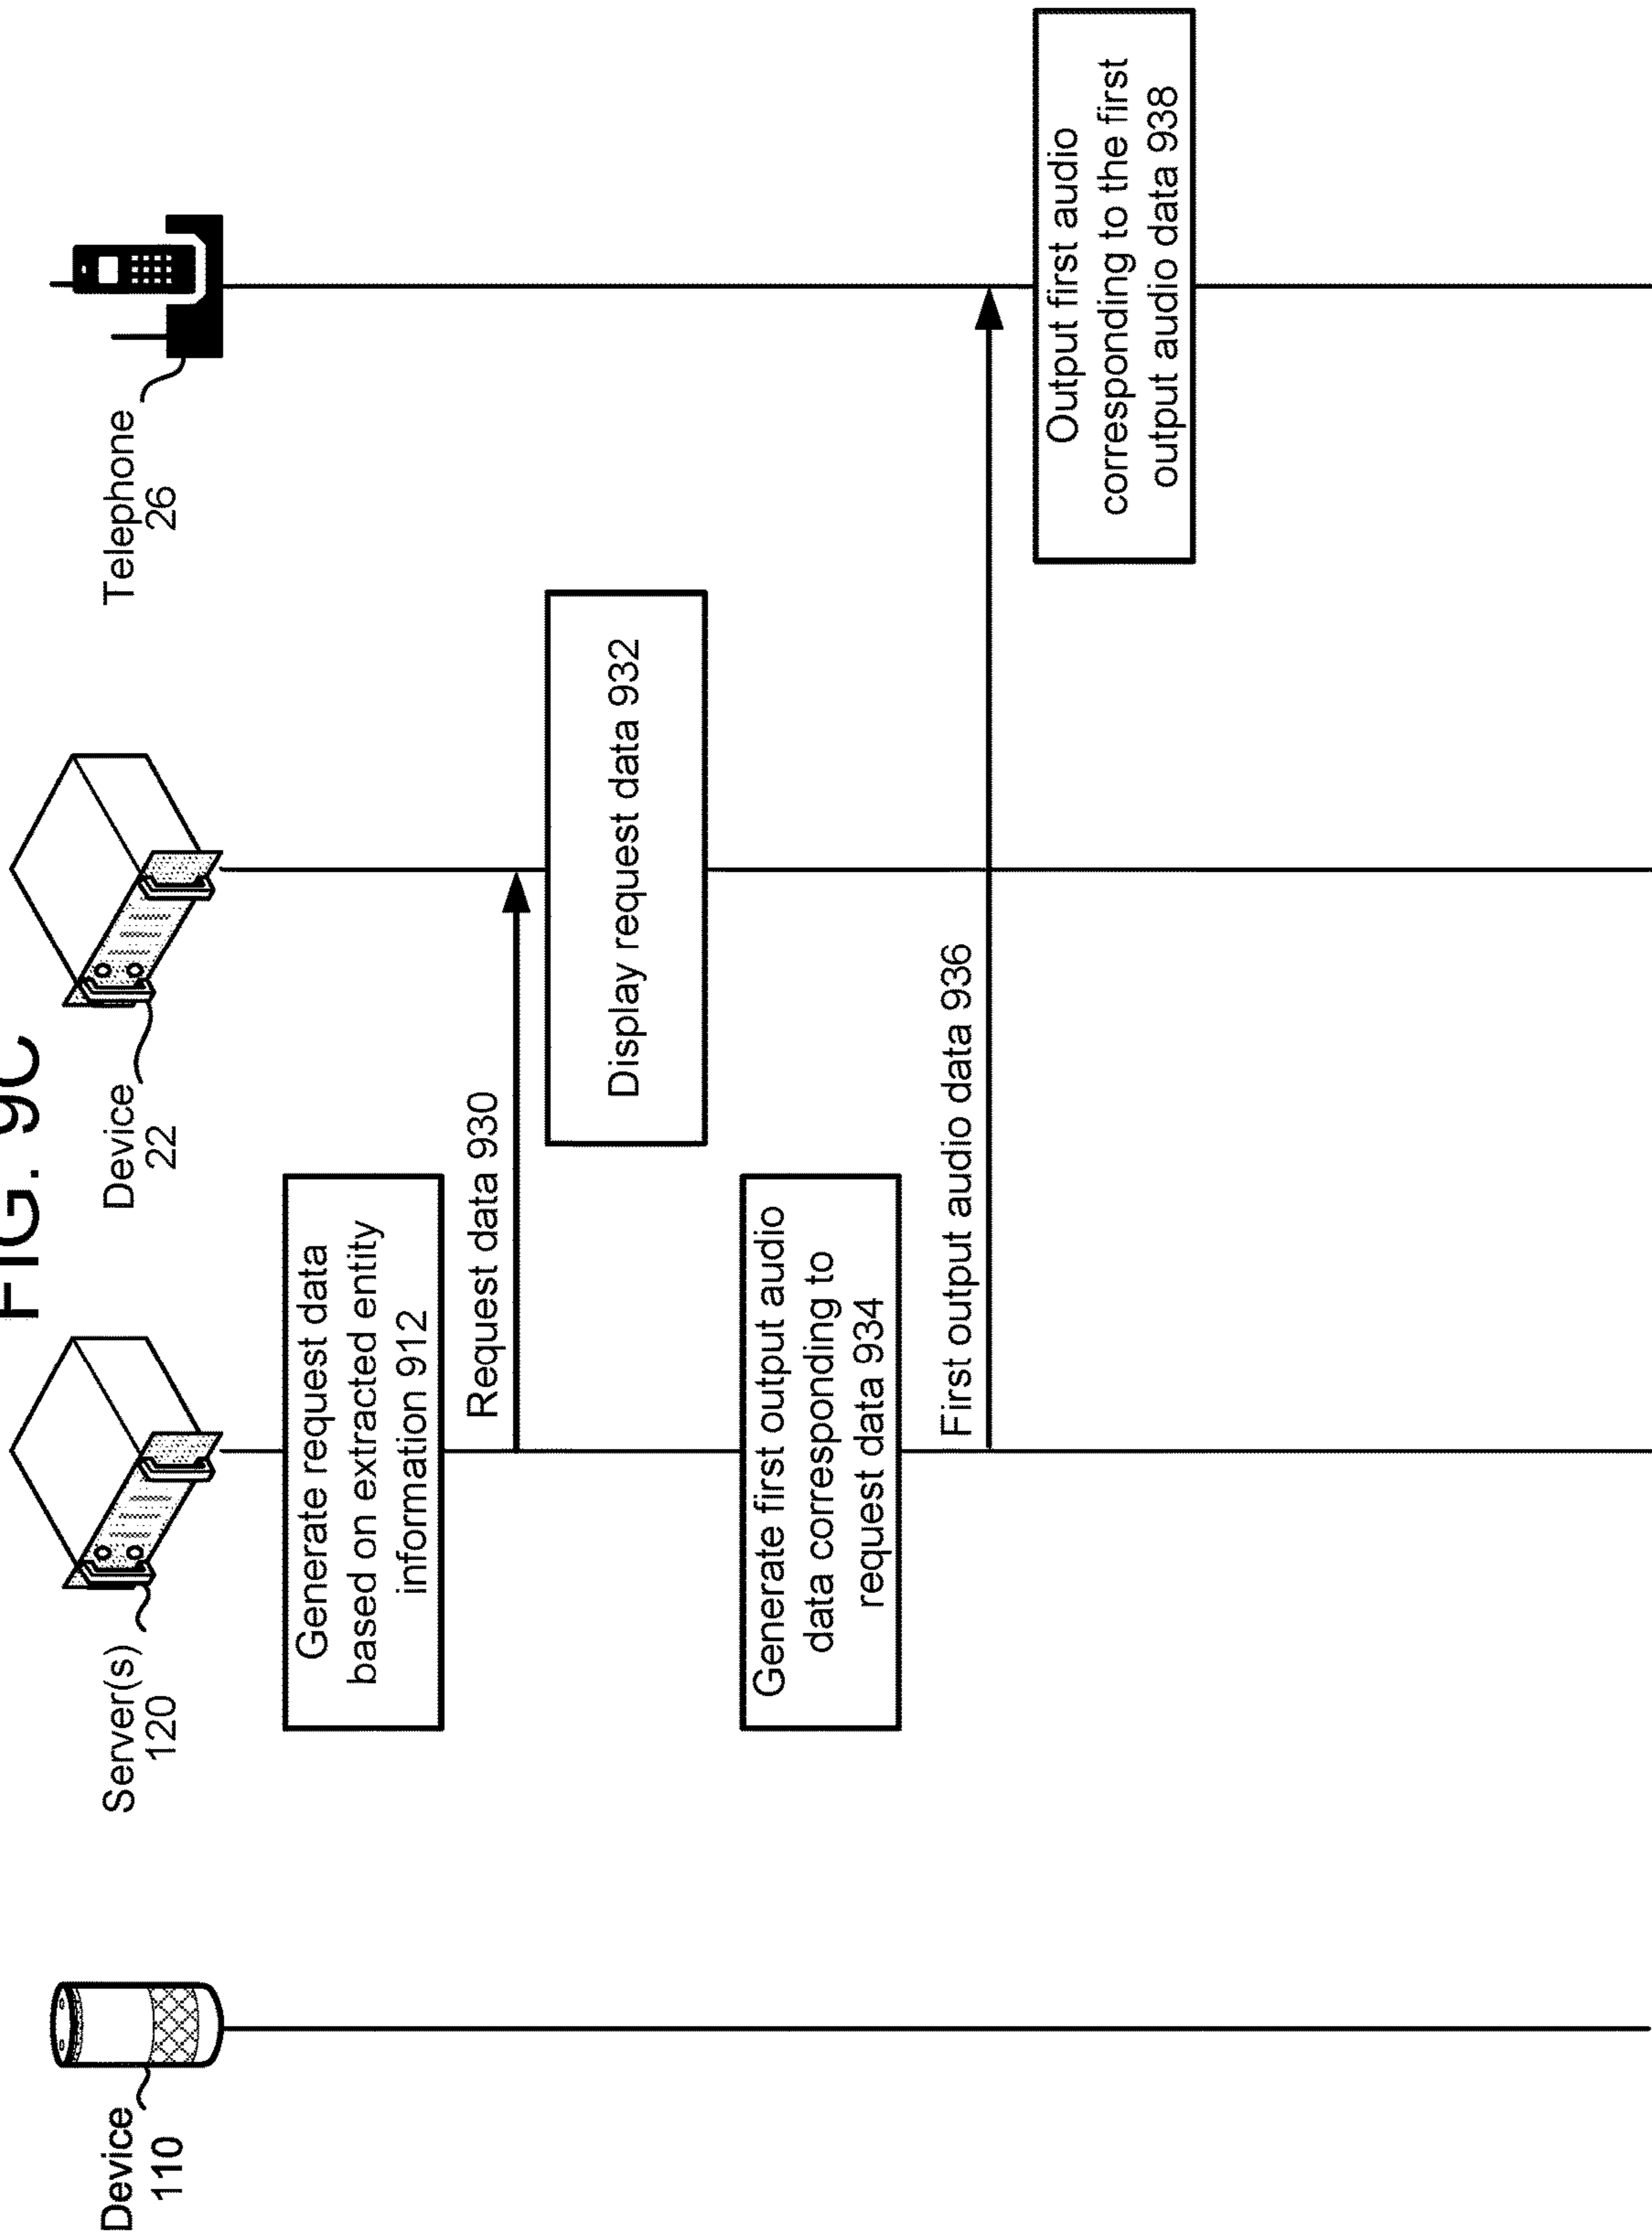 FIG. 9C
Device
110
Server(s)
120
Device
22
Telephone
26
Generate request data
based on extracted entity
information 912
Request data 930
Display request data 932
Generate first output audio
data corresponding to
request data 934
First output audio data 936
Output first audio
corresponding to the first
output audio data 938